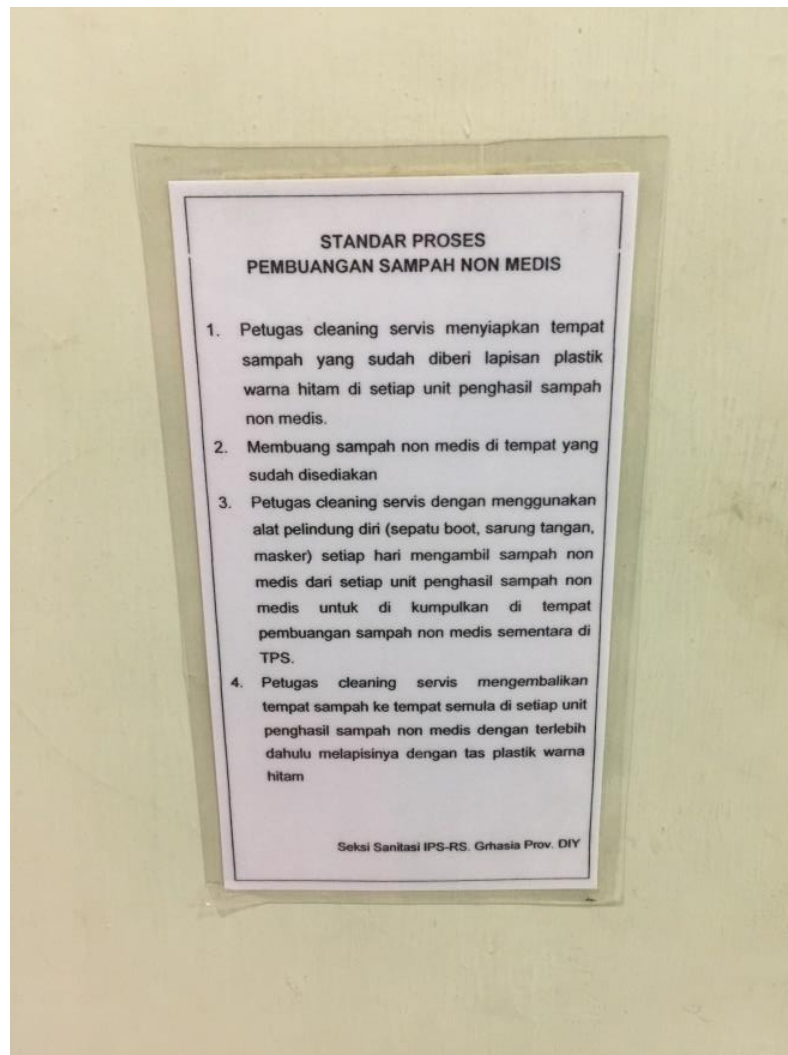 STANDAR PROSES
PEMBUANGAN SAMPAH NON MEDIS
1. Petugas cleaning servis menyiapkan tempat
sampah yang sudah diberi lapisan plastik
warna hitam di setiap unit penghasil sampah
non medis.
2. Membuang sampah non medis di tempat yang
sudah disediakan
3. Petugas cleaning servis dengan menggunakan
alat pelindung diri (sepatu boot, sarung tangan,
masker) setiap hari mengambil sampah non
medis dari setiap unit penghasil sampah non
medis untuk di kumpulkan di tempat
pembuangan sampah non medis sementara di
TPS.
4. Petugas cleaning servis mengembalikan
tempat sampah ke tempat semula di setiap unit
penghasil sampah non medis dengan terlebih
dahulu melapisinya dengan tas plastik warna
hitam
Seksi Sanitasi IPS-RS. Grhasia Prov. DIY